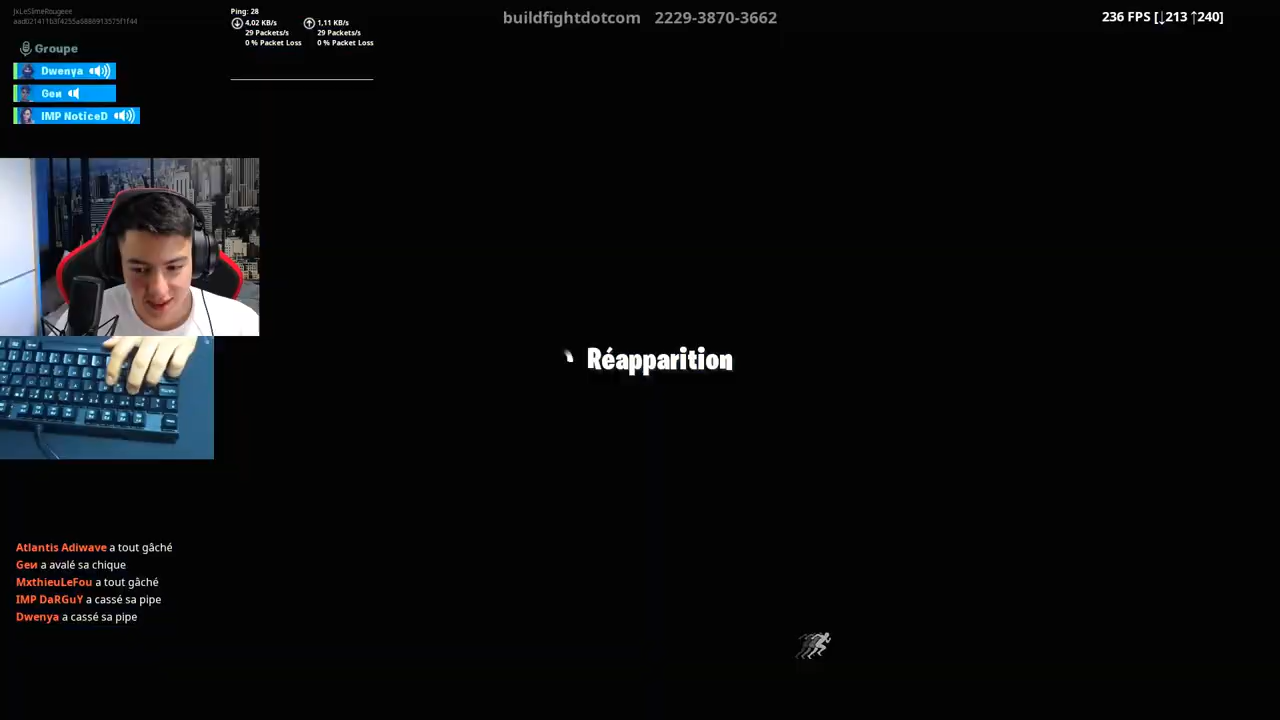 JxLeSlimeRougeee
Ping: 28
4,02 KB/s
1,11 KB/s
29 Packets/s
29 Packets/s
0 % Packet Loss
0 % Packet Loss
buildfightdotcom 2229-3870-3662
236 FPS [↓213 ↑240]
Groupe
Dwenya
Geи
IMP NoticeD
Réapparition
Atlantis Adiwave a tout gâché
Geи a avalé sa chique
MxthieuLeFou a tout gâché
IMP DaRGuY a cassé sa pipe
Dwenya a cassé sa pipe